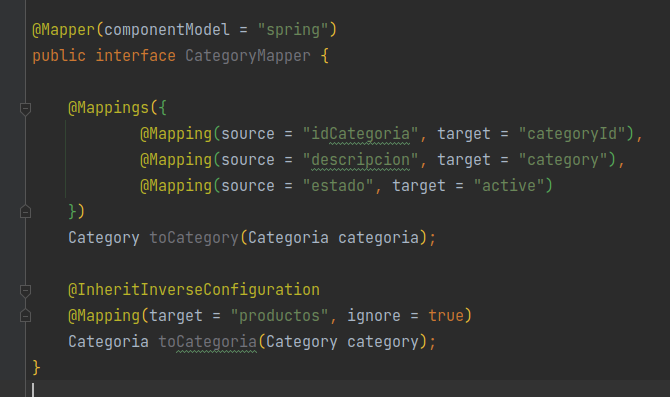 @Mapper(componentModel = "spring")
public interface CategoryMapper {
@Mappings({
@Mapping(source = "idCategoria", target = "categoryId"),
@Mapping(source = "descripcion", target = "category"),
@Mapping(source = "estado", target = "active")
})
Category toCategory(Categoria categoria);
@InheritInverseConfiguration
@Mapping(target = "productos", ignore = true)
Categoria toCategoria(Category category);
}